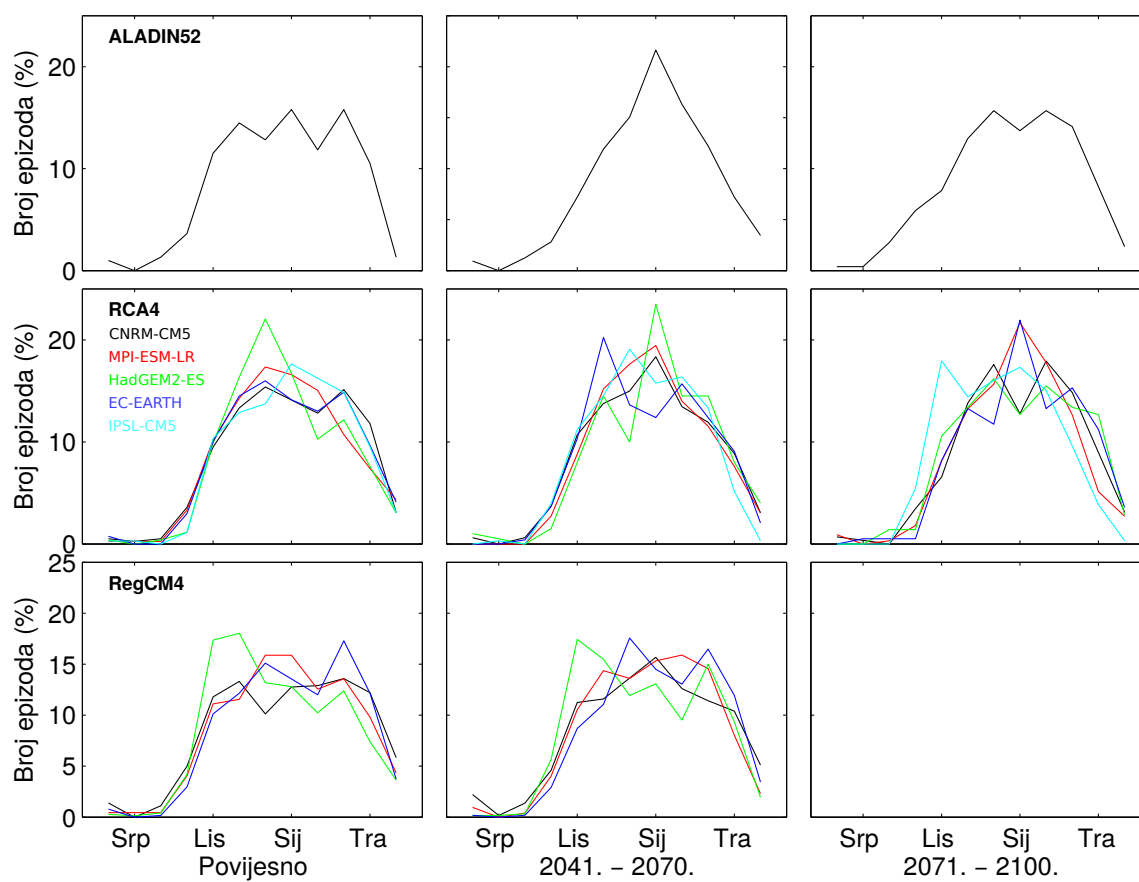 ALADIN52
Broj epizoda (%)
20
10
0
RCA4
CNRM-CM5
MPI-ESM-LR
HadGEM2-ES
EC-EARTH
IPSL-CM5
Broj epizoda (%)
20
10
0
RegCM4
Broj epizoda (%)
25
20
15
10
5
0
Srp Lis Sij Tra
Povijesno
Srp Lis Sij Tra
2041. – 2070.
Srp Lis Sij Tra
2071. – 2100.